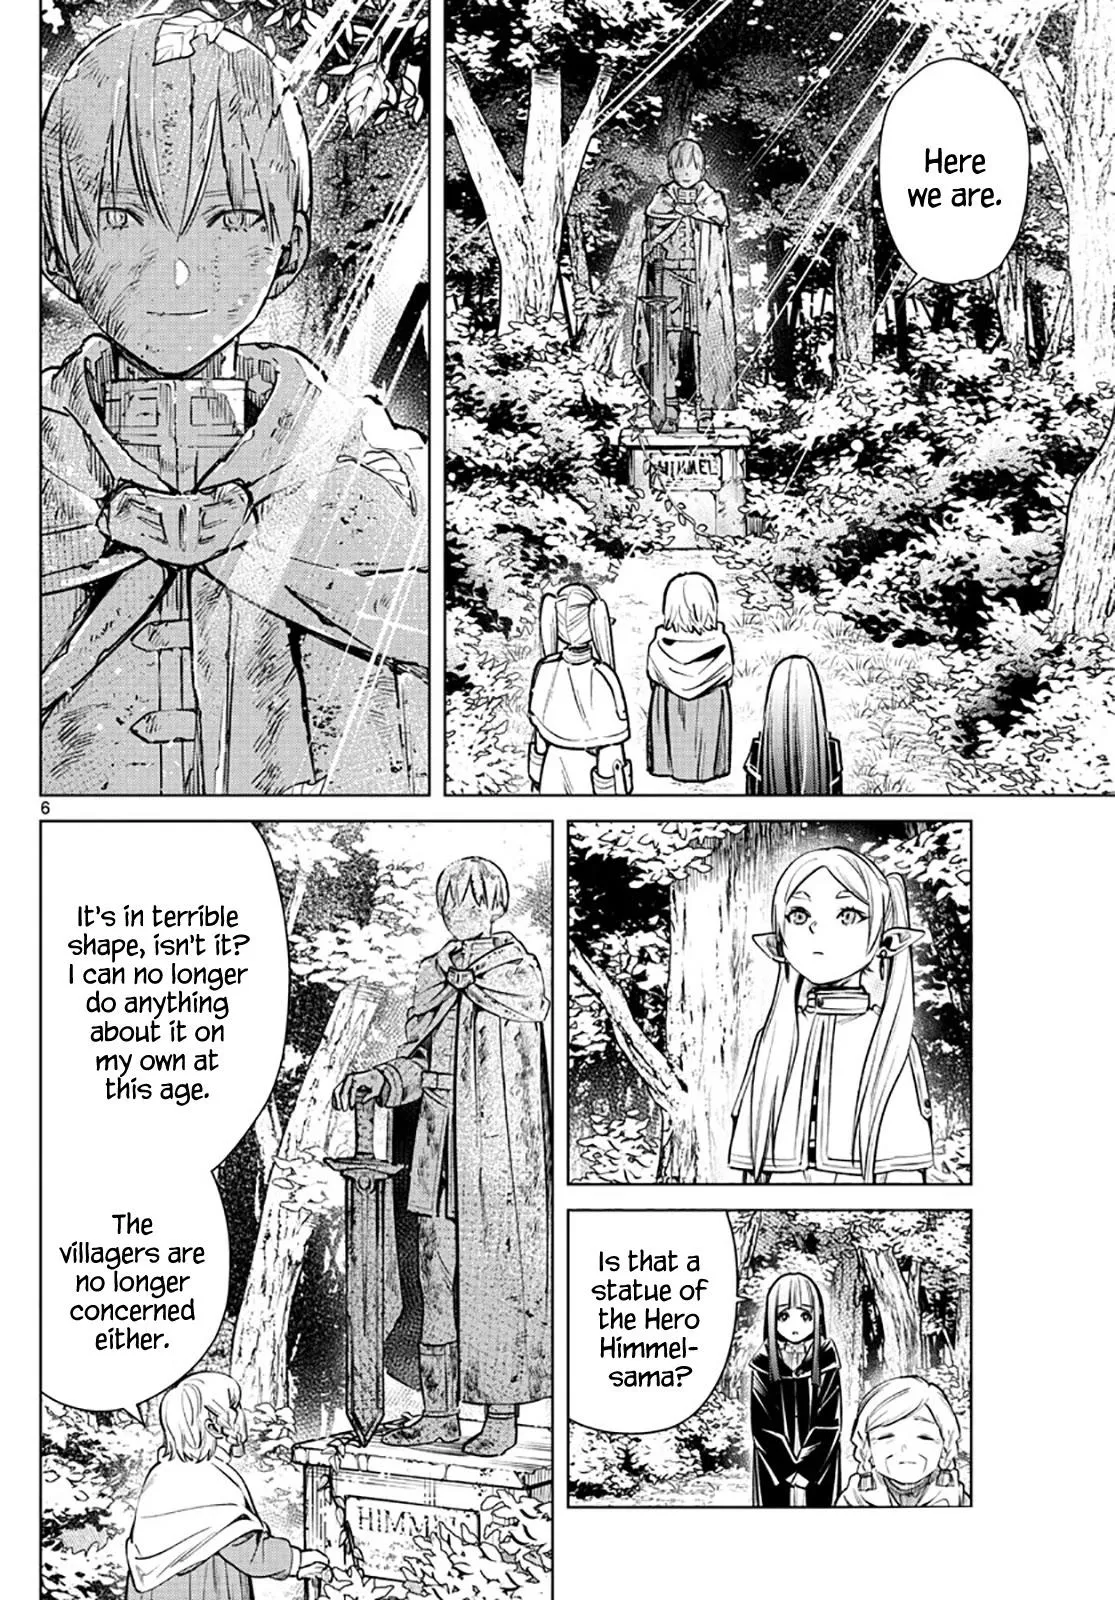 Here
we are.
HIMMEL
6
Is that a
statue of
the Hero
Himmel-
sama?
It's in terrible
shape, isn't it?
I can no longer
do anything
about it on
my own at
this age.
The
villagers are
no longer
concerned
either.
HIMMEL